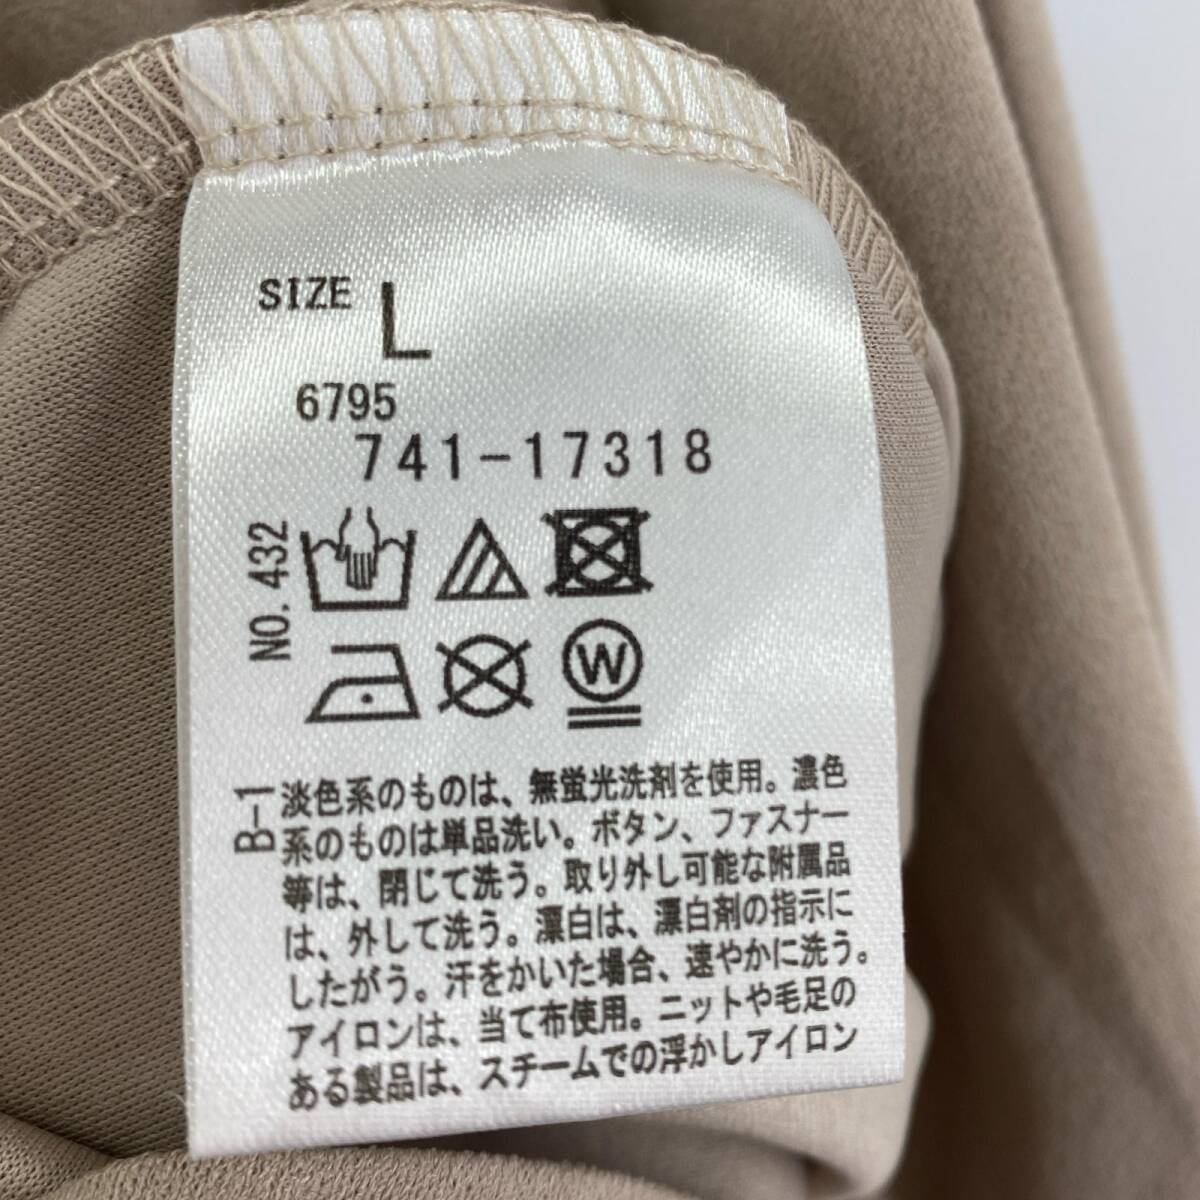 SIZE L
6795
741-17318
NO. 432
W
B-1
淡色系のものは、無蛍光洗剤を使用。濃色
系のものは単品洗い。ボタン、ファスナー
等は、閉じて洗う。取り外し可能な附属品
は、外して洗う。漂白は、漂白剤の指示に
したがう。汗をかいた場合、速やかに洗う。
アイロンは、当て布使用。ニットや毛足の
ある製品は、スチームでの浮かしアイロン